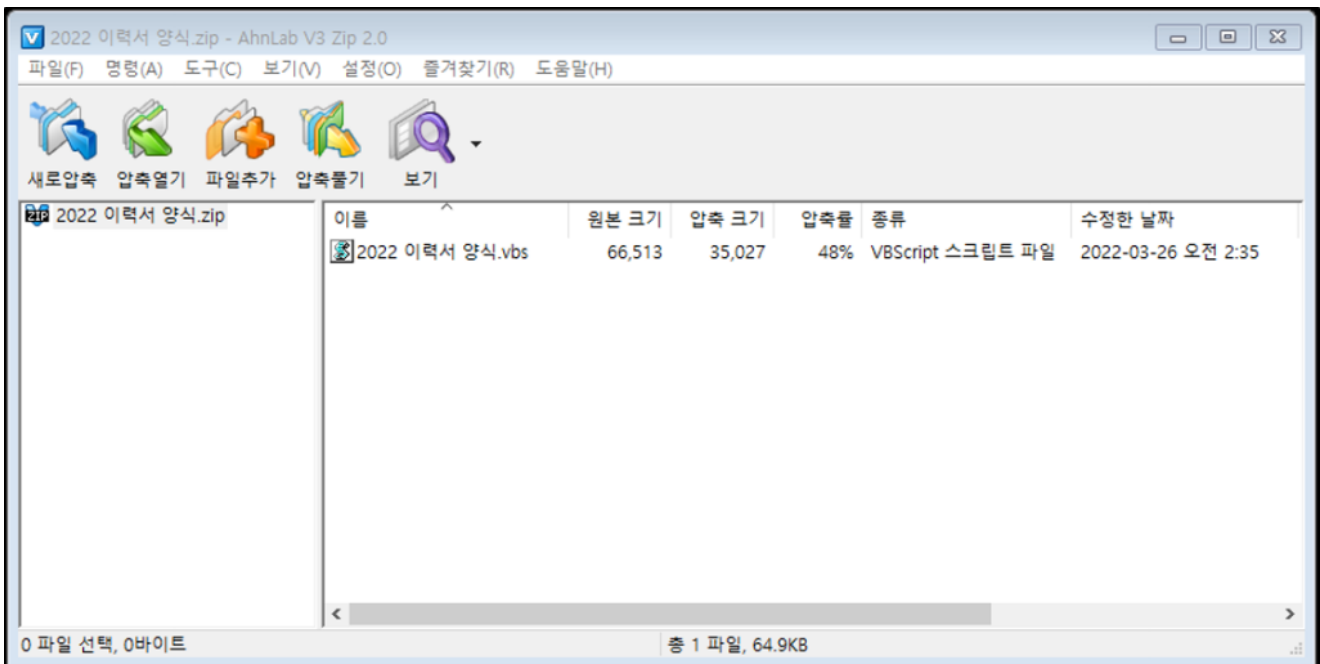 2022 이력서 양식.zip - AhnLab V3 Zip 2.0
파일(F) 명령(A) 도구(C) 보기(V) 설정(O) 즐겨찾기(R) 도움말(H)
새로압축 압축열기 파일추가 압축풀기 보기
2022 이력서 양식.zip
이름 원본 크기 압축 크기 압축률 종류 수정한 날짜
2022 이력서 양식.vbs 66,513 35,027 48% VBScript 스크립트 파일 2022-03-26 오전 2:35
0 파일 선택, 0바이트 총 1 파일, 64.9KB